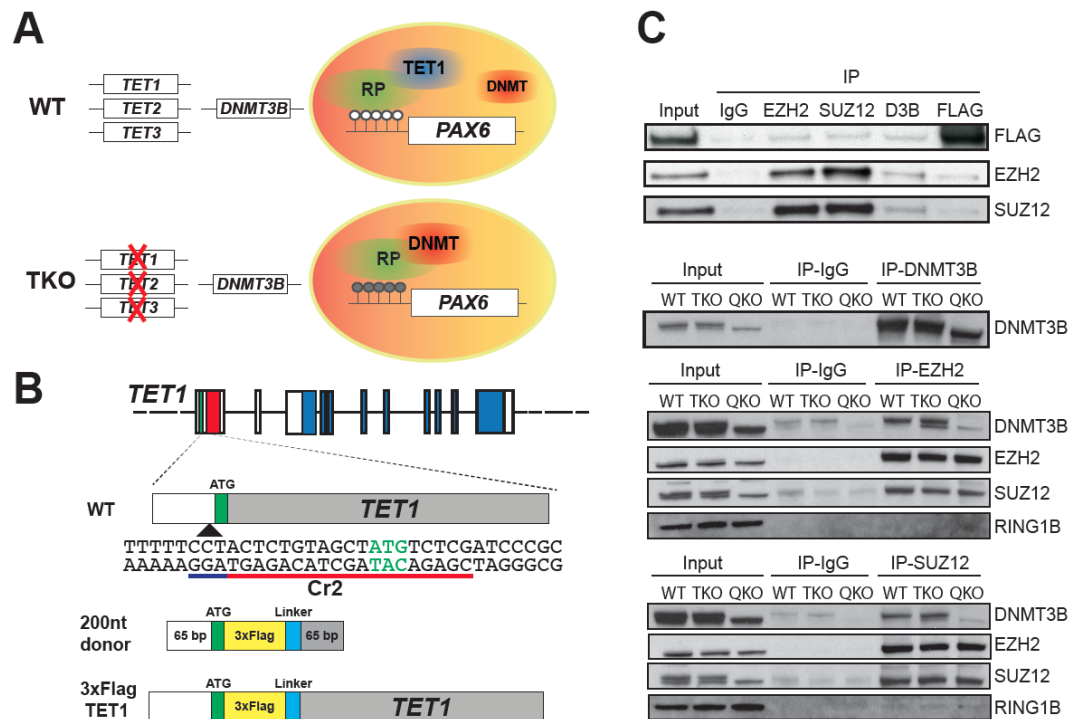 A
WT
TET1
TET2
TET3
DNMT3B
TET1
RP
DNMT
PAX6
TKO
TET1
TET2
TET3
DNMT3B
DNMT
RP
PAX6
B
TET1
ATG
WT
TET1
TTTTTCCTACTCTGTAGCTATGTCTCGATCCCGC
AAAAAGGATGAGACATCGATACAGAGCTAGGGCG
Cr2
200nt
donor
ATG Linker
65 bp 3xFlag 65 bp
3xFlag
TET1
ATG Linker
3xFlag TET1
C
IP
Input IgG EZH2 SUZ12 D3B FLAG
FLAG
EZH2
SUZ12
Input IP-IgG IP-DNMT3B
WT TKO QKO WT TKO QKO WT TKO QKO
DNMT3B
Input IP-IgG IP-EZH2
WT TKO QKO WT TKO QKO WT TKO QKO
DNMT3B
EZH2
SUZ12
RING1B
Input IP-IgG IP-SUZ12
WT TKO QKO WT TKO QKO WT TKO QKO
DNMT3B
EZH2
SUZ12
RING1B